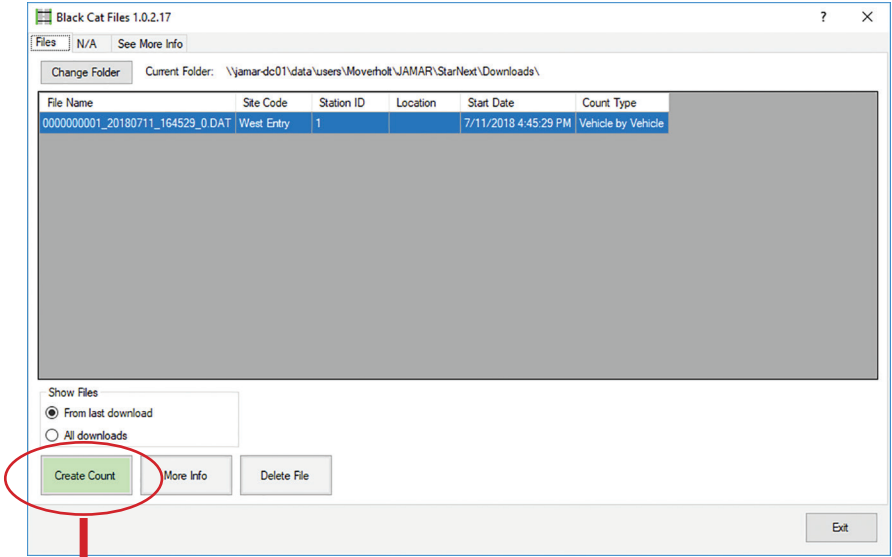 Black Cat Files 1.0.2.17 ?
Files N/A See More Info
Change Folder Current Folder: \\jamar-dc01\data\users\Moverholt\JAMAR\StarNext\Downloads\
File Name Site Code Station ID Location Start Date Count Type
0000000001_20180711_164529_0.DAT West Entry 1 7/11/2018 4:45:29 PM Vehicle by Vehicle
Show Files
From last download
All downloads
Create Count More Info Delete File
Exit